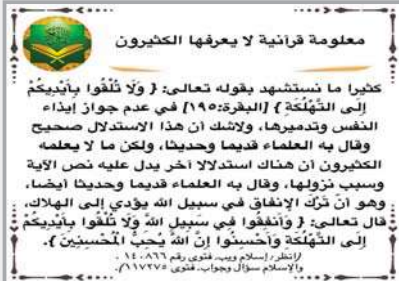 معلومة قرآنية لا يعرفها الكثيرون
كثيرا ما نستشهد بقوله تعالى: { وَلَا تُلْقُوا بِأَيْدِيكُمْ
إِلَى التَّهْلُكَةِ } [البقرة:١٩٥] في عدم جواز إيذاء
النفس وتدميرها، ولاشك أن هذا الاستدلال صحيح
وقال به العلماء قديما وحديثا، ولكن ما لا يعلمه
الكثيرون أن هناك استدلالا آخر يدل عليه نص الآية
وسبب نزولها، وقال به العلماء قديما وحديثا أيضا،
وهو أنّ تَرْكَ الإنفاق في سبيل الله يؤدي إلى الهلاك،
قال تعالى: { وَأَنفِقُوا فِي سَبِيلِ اللَّهِ وَلَا تُلْقُوا بِأَيْدِيكُمْ
إِلَى التَّهْلُكَةِ وَأَحْسِنُوا إِنَّ اللَّهَ يُحِبُّ الْمُحْسِنِينَ }.
(انظر: إسلام ويب، فتوى رقم ١٤٠٨٦٦،
والإسلام سؤال وجواب، فتوى ١١٧٢٧٥)